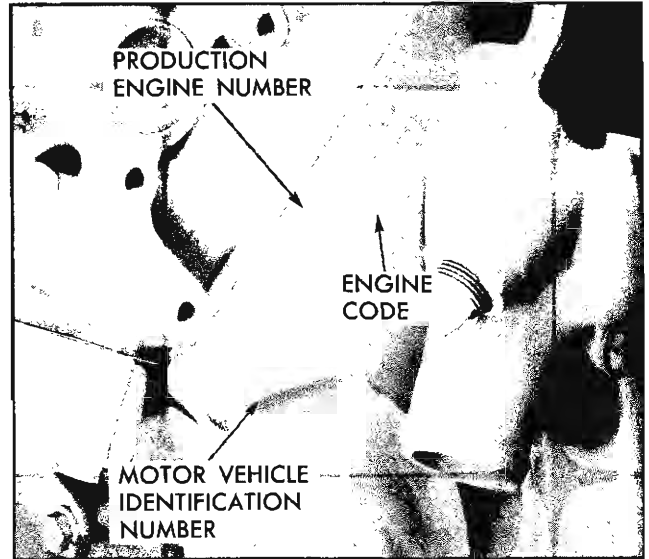 PRODUCTION
ENGINE NUMBER
ENGINE
CODE
MOTOR VEHICLE
IDENTIFICATION
NUMBER